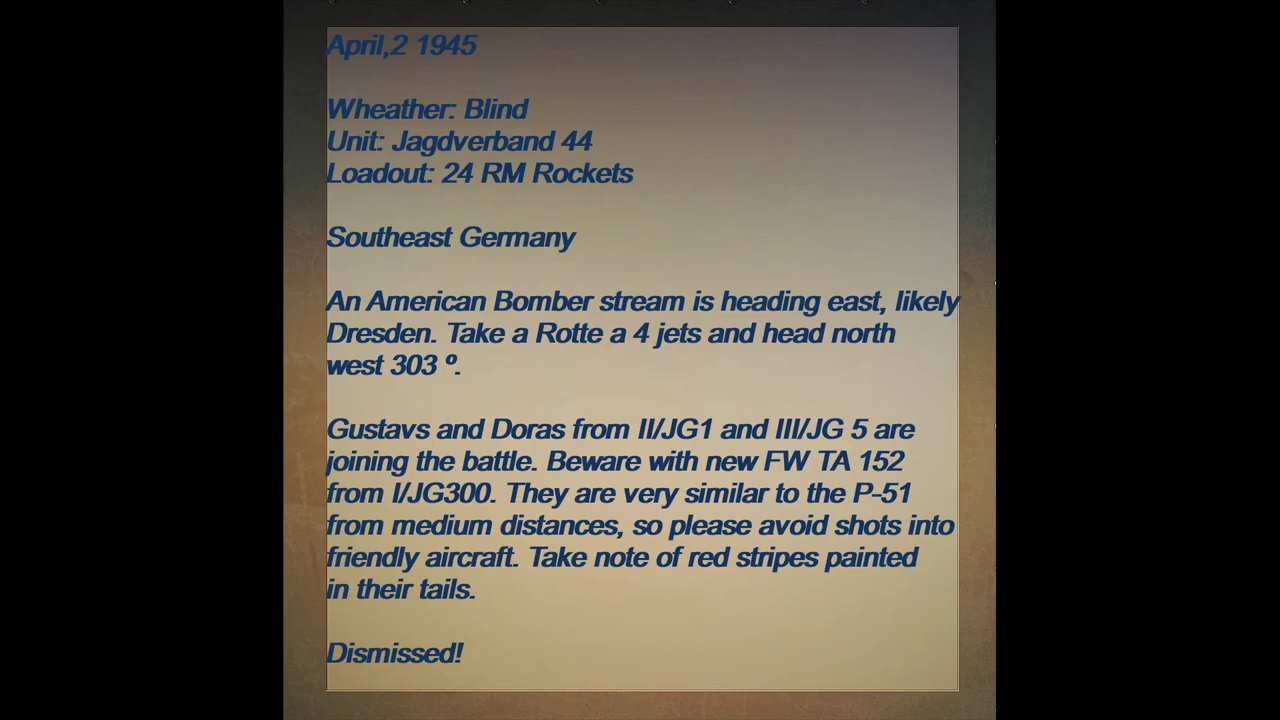 April,2 1945
Wheather: Blind
Unit: Jagdverband 44
Loadout: 24 RM Rockets
Southeast Germany
An American Bomber stream is heading east, likely
Dresden. Take a Rotte a 4 jets and head north
west 303 º.
Gustavs and Doras from II/JG1 and III/JG 5 are
joining the battle. Beware with new FW TA 152
from I/JG300. They are very similar to the P-51
from medium distances, so please avoid shots into
friendly aircraft. Take note of red stripes painted
in their tails.
Dismissed!